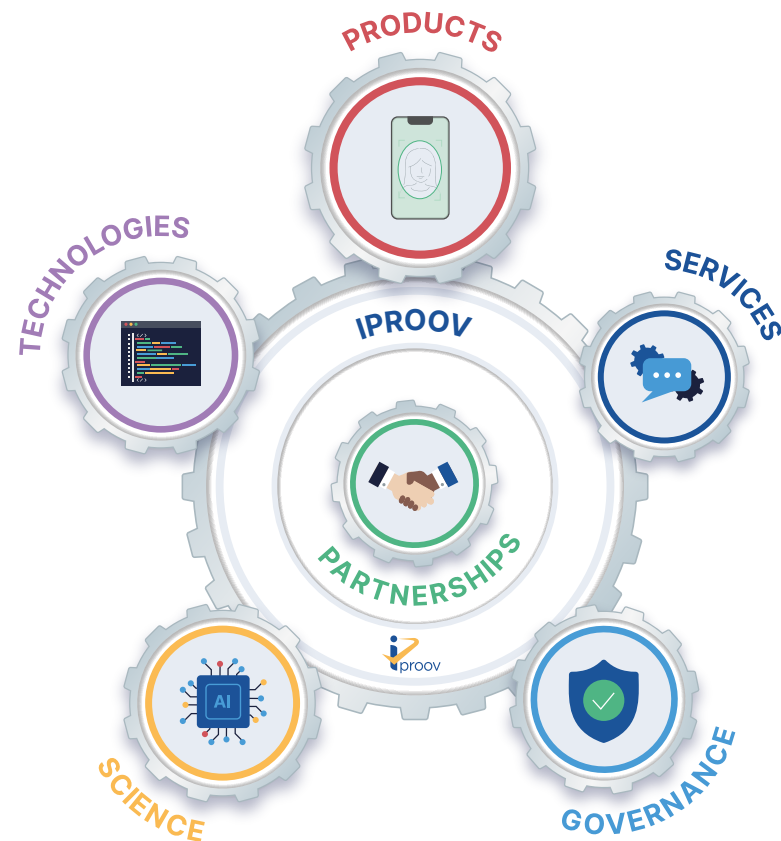 PRODUCTS
TECHNOLOGIES
SERVICES
IPROOV
</>
</>
PARTNERSHIPS
iproov
AI
SCIENCE
GOVERNANCE